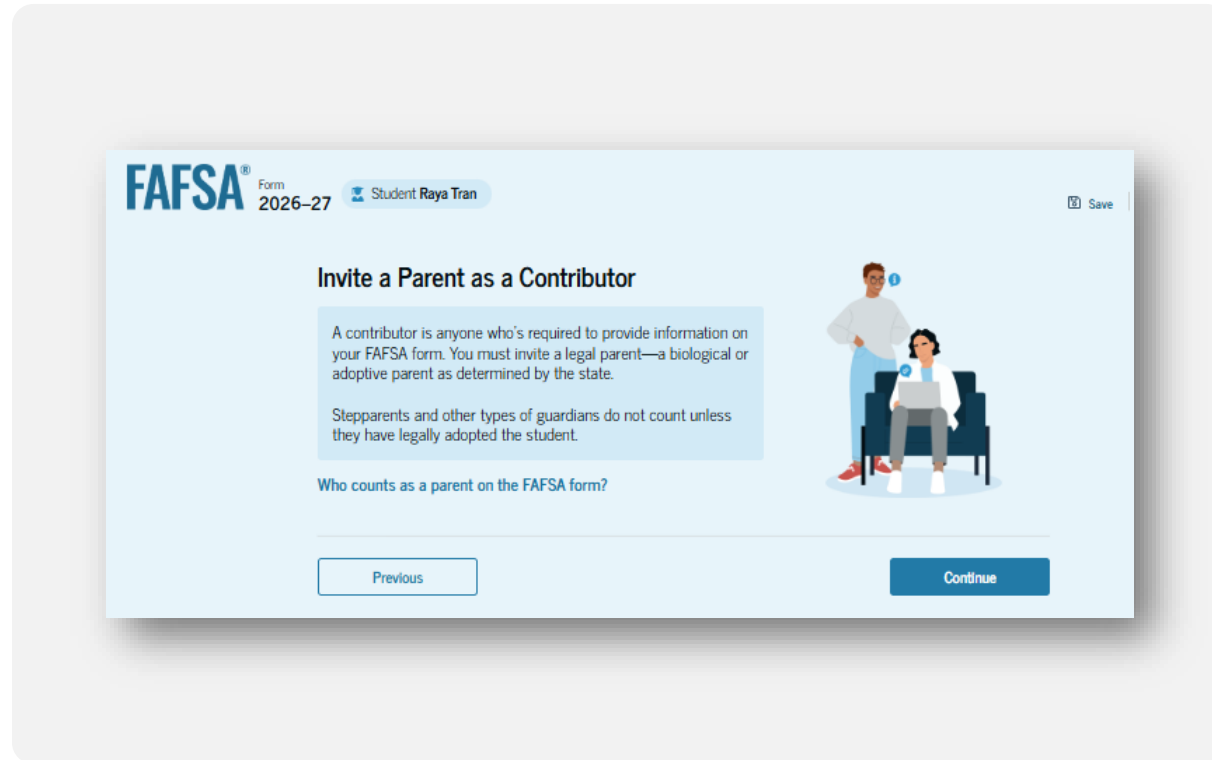 FAFSA®
Form
2026–27
Student Raya Tran
Save
Invite a Parent as a Contributor
A contributor is anyone who's required to provide information on
your FAFSA form. You must invite a legal parent—a biological or
adoptive parent as determined by the state.
Stepparents and other types of guardians do not count unless
they have legally adopted the student.
Who counts as a parent on the FAFSA form?
Previous
Continue